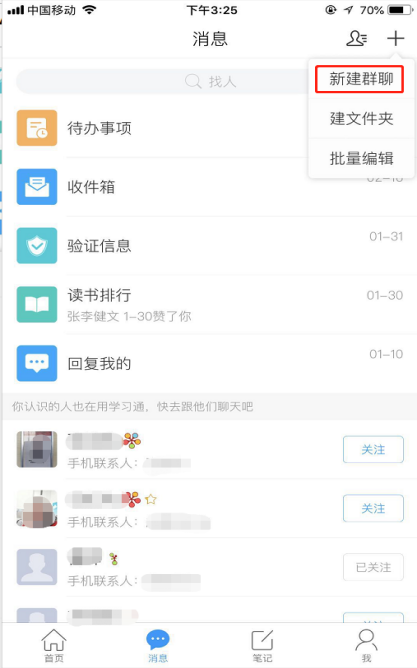 中国移动 下午3:25 70%
消息
找人
新建群聊
建文件夹
批量编辑
待办事项
收件箱
验证信息 01-31
读书排行 01-30
张李健文 1-30赞了你
回复我的 01-10
你认识的人也在用学习通，快去跟他们聊天吧
手机联系人： 关注
手机联系人： 关注
手机联系人： 已关注
首页 消息 笔记 我